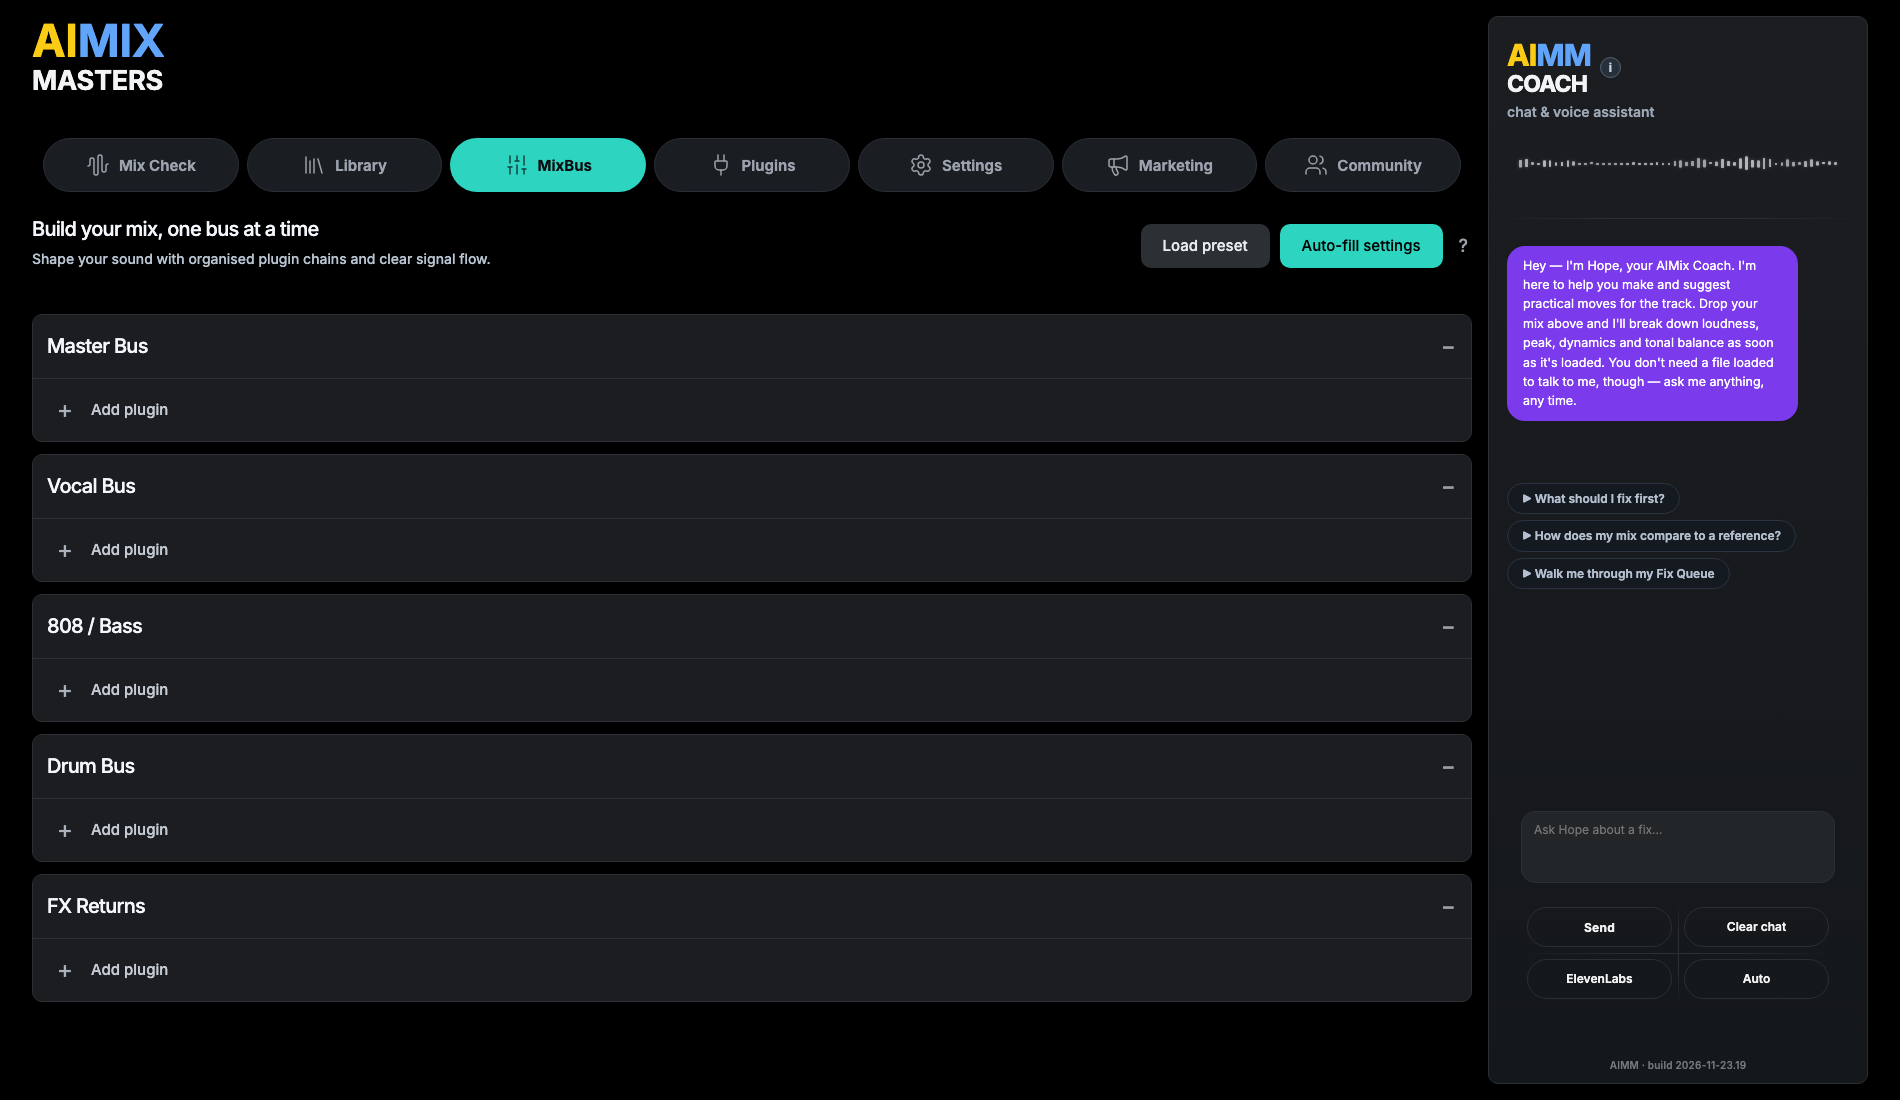 AIMIX
MASTERS
Mix Check
Library
MixBus
Plugins
Settings
Marketing
Community
Build your mix, one bus at a time
Shape your sound with organised plugin chains and clear signal flow.
Load preset
Auto-fill settings
?
Master Bus
–
+ Add plugin
Vocal Bus
–
+ Add plugin
808 / Bass
–
+ Add plugin
Drum Bus
–
+ Add plugin
FX Returns
–
+ Add plugin
AIMM
COACH
i
chat & voice assistant
Hey — I'm Hope, your AIMix Coach. I'm
here to help you make and suggest
practical moves for the track. Drop your
mix above and I'll break down loudness,
peak, dynamics and tonal balance as soon
as it's loaded. You don't need a file loaded
to talk to me, though — ask me anything,
any time.
▶ What should I fix first?
▶ How does my mix compare to a reference?
▶ Walk me through my Fix Queue
Ask Hope about a fix...
Send
Clear chat
ElevenLabs
Auto
AIMM · build 2026-11-23.19